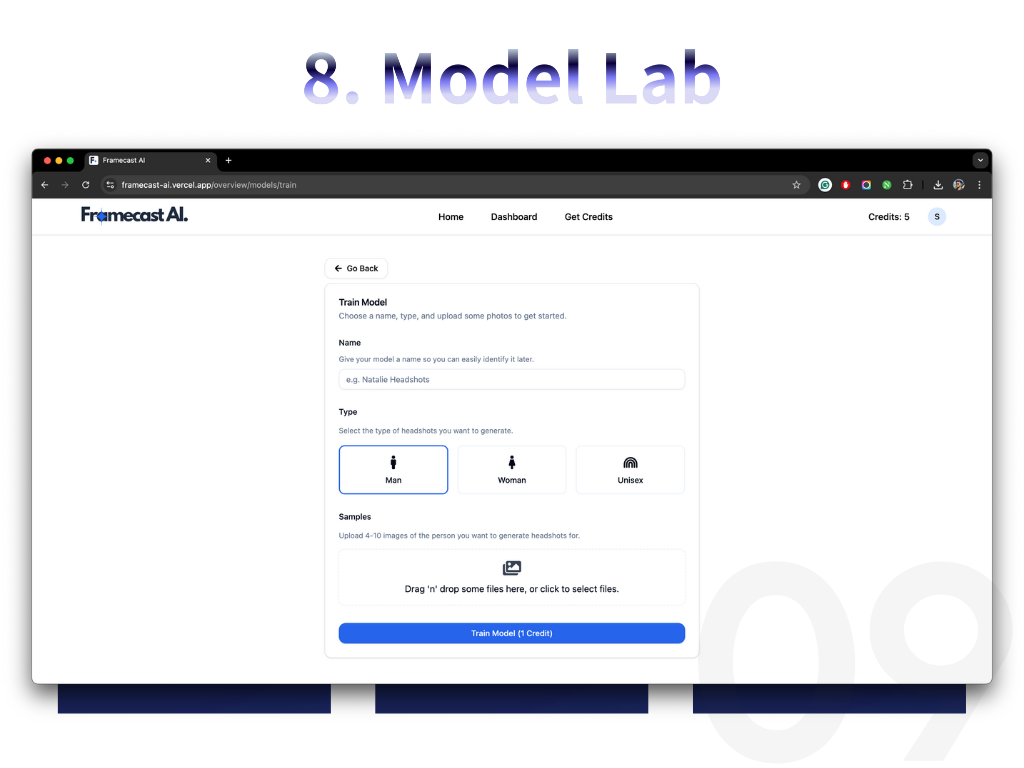 8. Model Lab
Framecast AI
framecast-ai.vercel.app/overview/models/train
Framecast AI.
Home
Dashboard
Get Credits
Credits: 5
S
Go Back
Train Model
Choose a name, type, and upload some photos to get started.
Name
Give your model a name so you can easily identify it later.
e.g. Natalie Headshots
Type
Select the type of headshots you want to generate.
Man
Woman
Unisex
Samples
Upload 4-10 images of the person you want to generate headshots for.
Drag 'n' drop some files here, or click to select files.
Train Model (1 Credit)
09